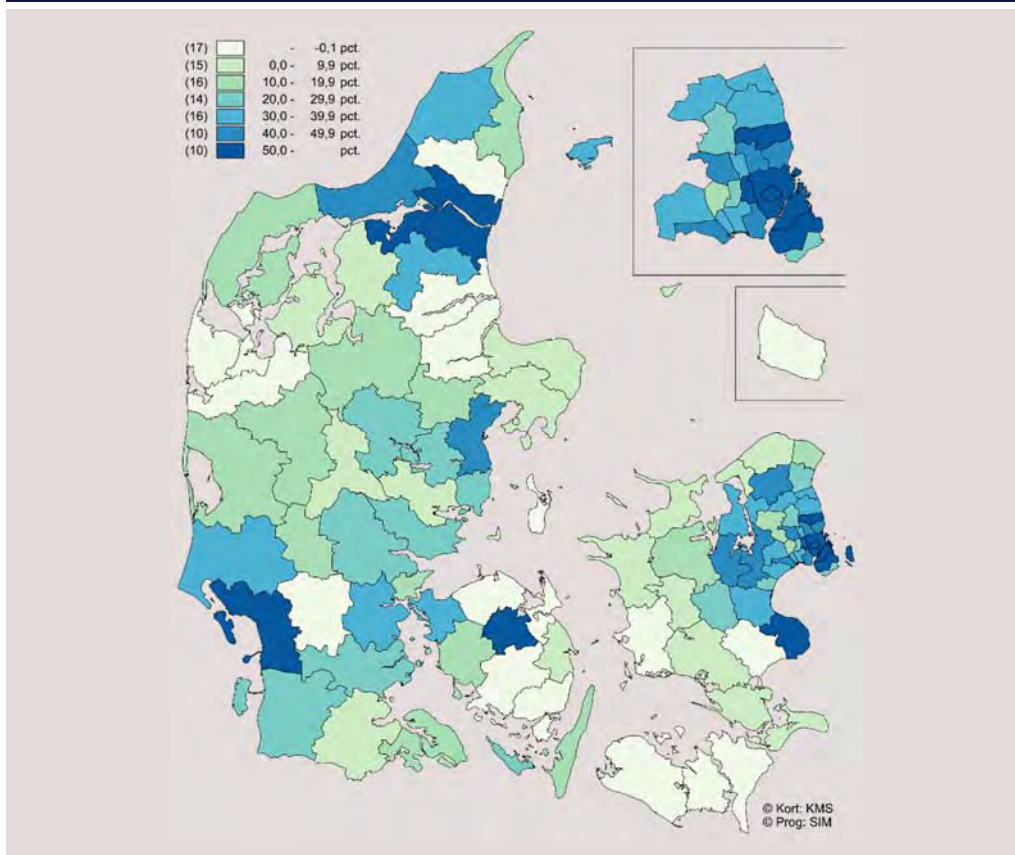 (17) - -0,1 pct.
(15) 0,0 - 9,9 pct.
(16) 10,0 - 19,9 pct.
(14) 20,0 - 29,9 pct.
(16) 30,0 - 39,9 pct.
(10) 40,0 - 49,9 pct.
(10) 50,0 - pct.
© Kort: KMS
© Prog: SIM